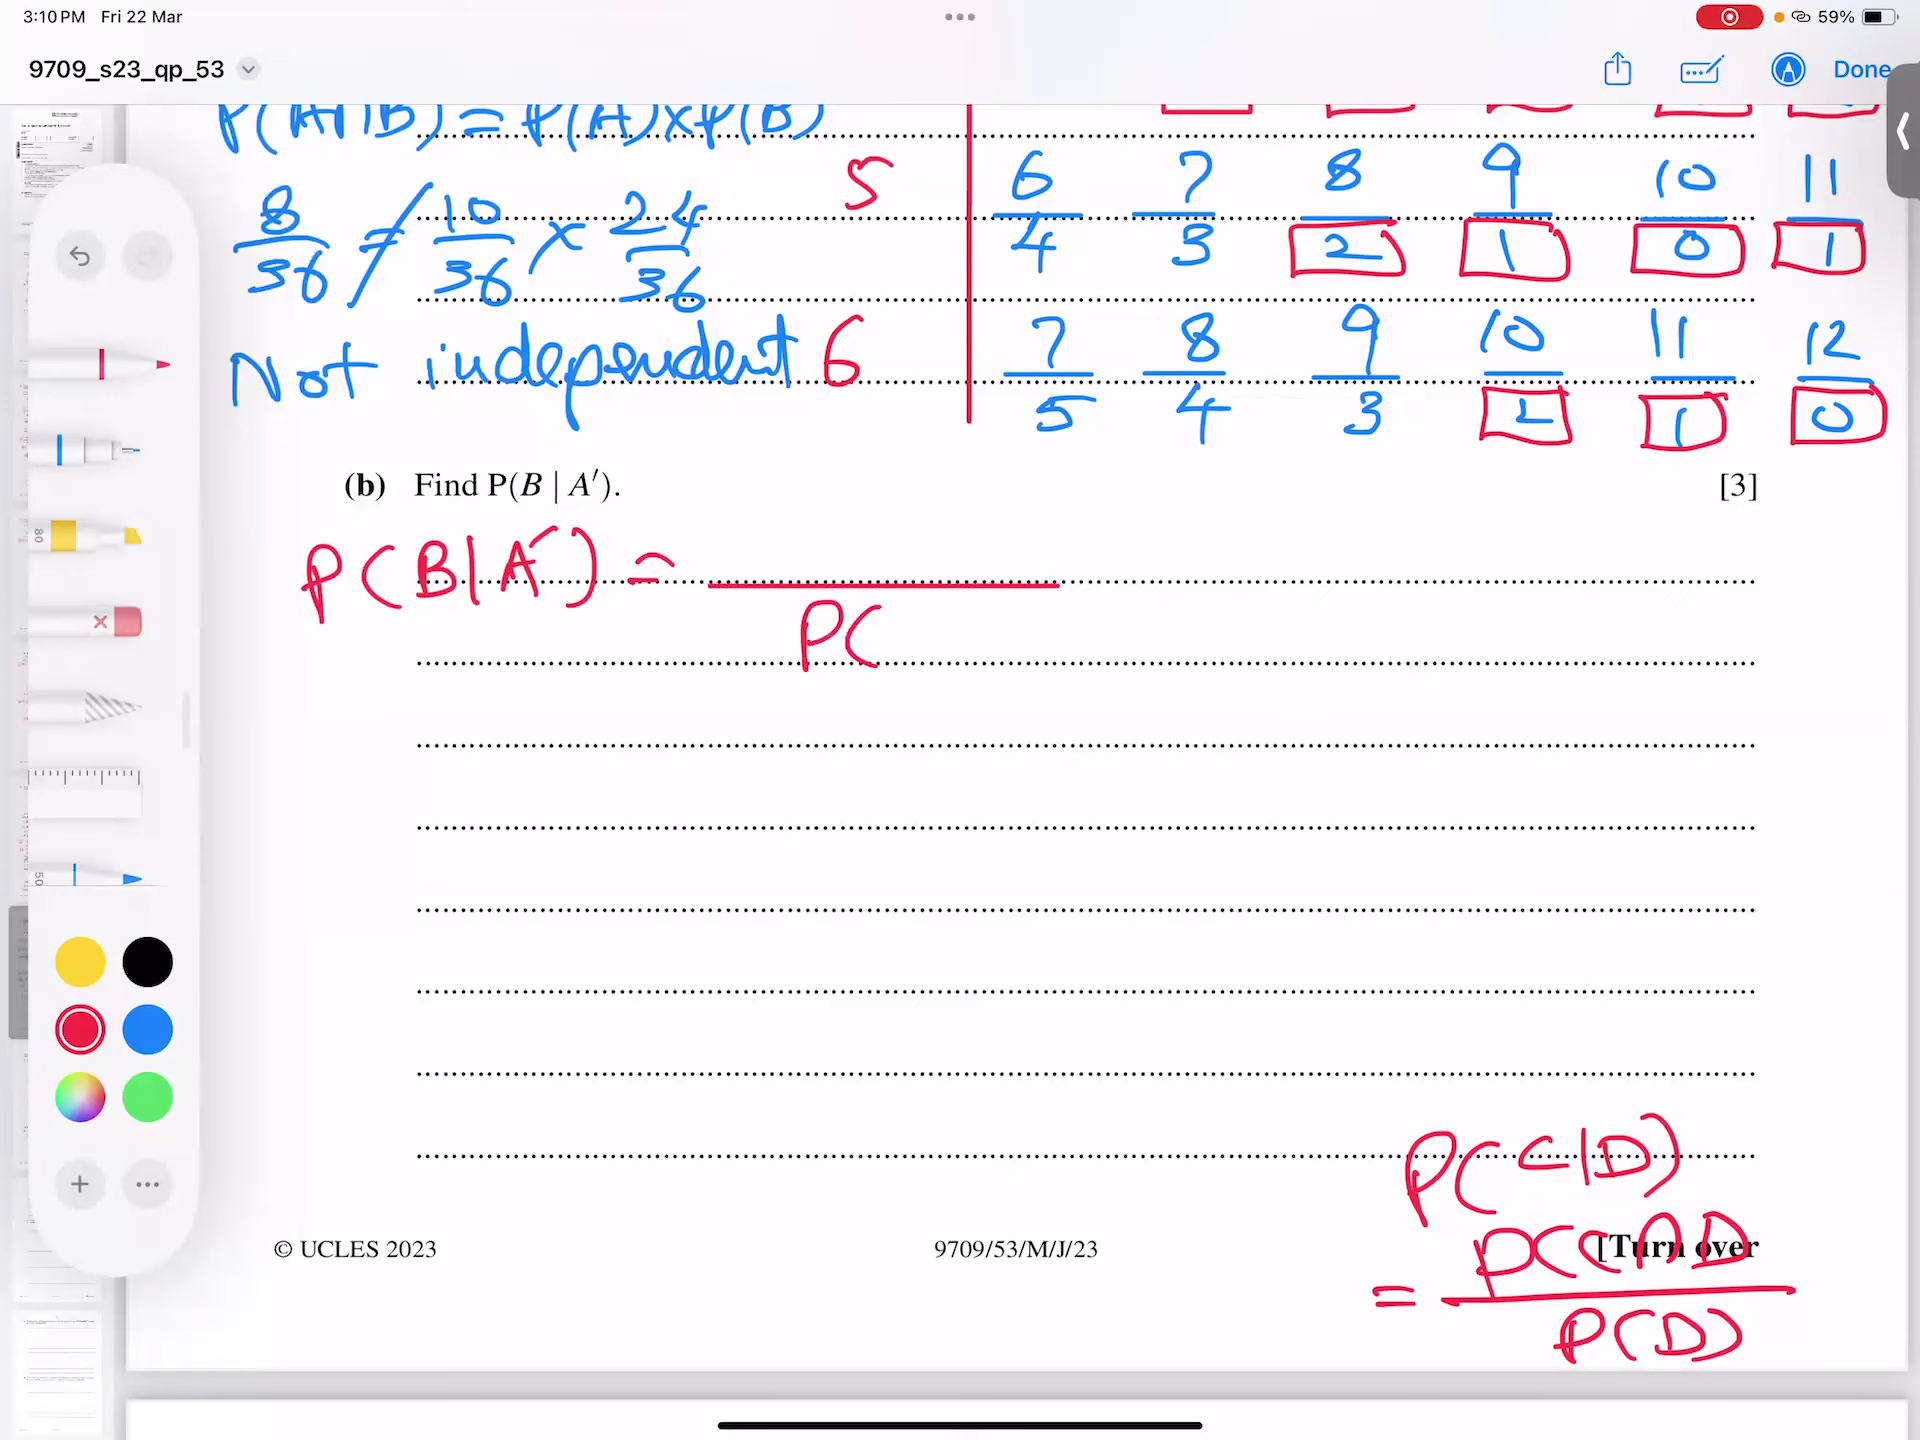 3:10 PM Fri 22 Mar
59%
9709_s23_qp_53
Done
P(A∩B) = P(A)×P(B)
5 6/4 7/3 8/2 9/1 10/0 11/1
8/36 ≠ 10/36 × 24/36
Not independent
6 7/5 8/4 9/3 10/2 11/1 12/0
(b) Find P(B | A′). [3]
P(B|A′) =
P(
80
50
P(C|D)
= P(C∩D
P(D)
© UCLES 2023 9709/53/M/J/23 [Turn over